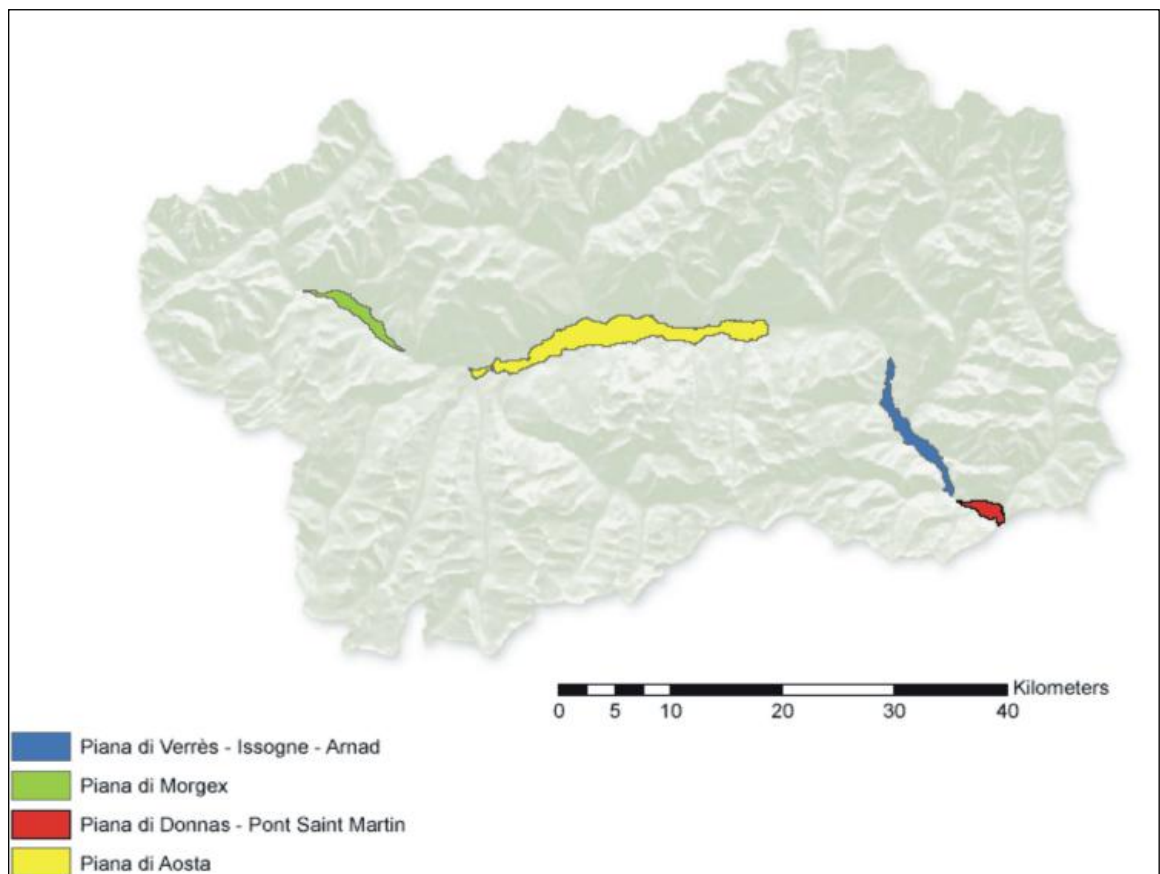 Kilometers
0 5 10 20 30 40
Piana di Verrès - Issogne - Arnad
Piana di Morgex
Piana di Donnas - Pont Saint Martin
Piana di Aosta